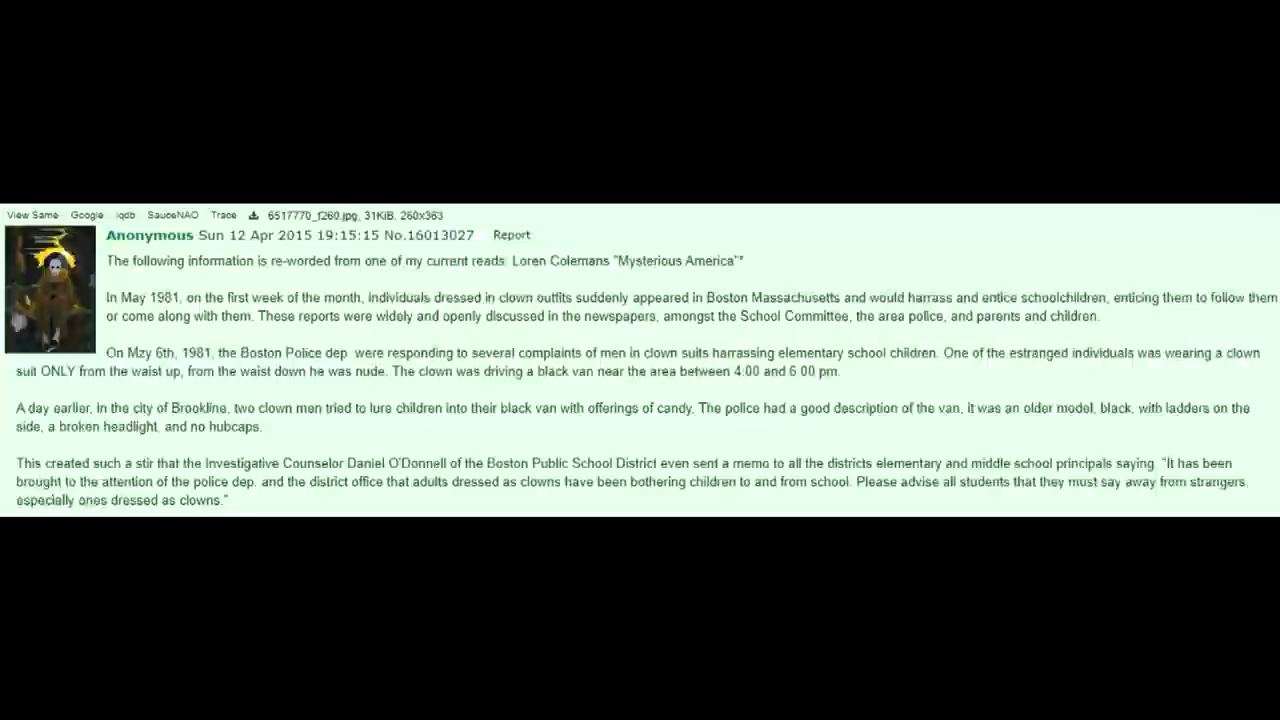 View Same Google iqdb SauceNAO Trace 6517770_f260.jpg, 31KiB, 260x363
Anonymous Sun 12 Apr 2015 19:15:15 No.16013027 Report
The following information is re-worded from one of my current reads: Loren Colemans "Mysterious America"*
In May 1981, on the first week of the month, individuals dressed in clown outfits suddenly appeared in Boston Massachusetts and would harrass and entice schoolchildren, enticing them to follow them
or come along with them. These reports were widely and openly discussed in the newspapers, amongst the School Committee, the area police, and parents and children.
On Mzy 6th, 1981, the Boston Police dep. were responding to several complaints of men in clown suits harrassing elementary school children. One of the estranged individuals was wearing a clown
suit ONLY from the waist up, from the waist down he was nude. The clown was driving a black van near the area between 4:00 and 6:00 pm.
A day earlier, in the city of Brookline, two clown men tried to lure children into their black van with offerings of candy. The police had a good description of the van, it was an older model, black, with ladders on the
side, a broken headlight, and no hubcaps.
This created such a stir that the Investigative Counselor Daniel O'Donnell of the Boston Public School District even sent a memo to all the districts elementary and middle school principals saying: "It has been
brought to the attention of the police dep. and the district office that adults dressed as clowns have been bothering children to and from school. Please advise all students that they must say away from strangers,
especially ones dressed as clowns."